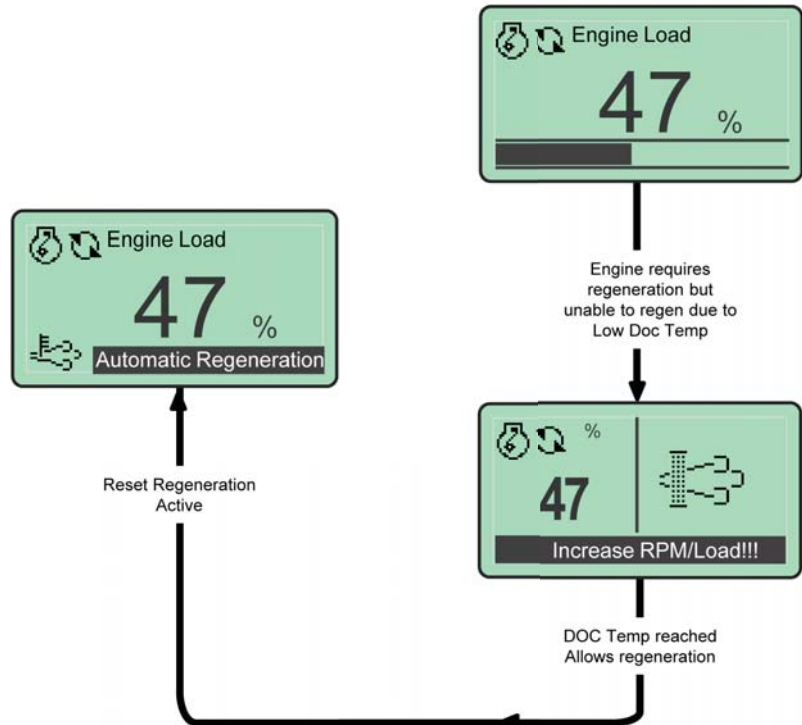 Engine Load
47 %
Engine requires
regeneration but
unable to regen due to
Low Doc Temp
%
47
Increase RPM/Load!!!
DOC Temp reached
Allows regeneration
Reset Regeneration
Active
Engine Load
47 %
Automatic Regeneration